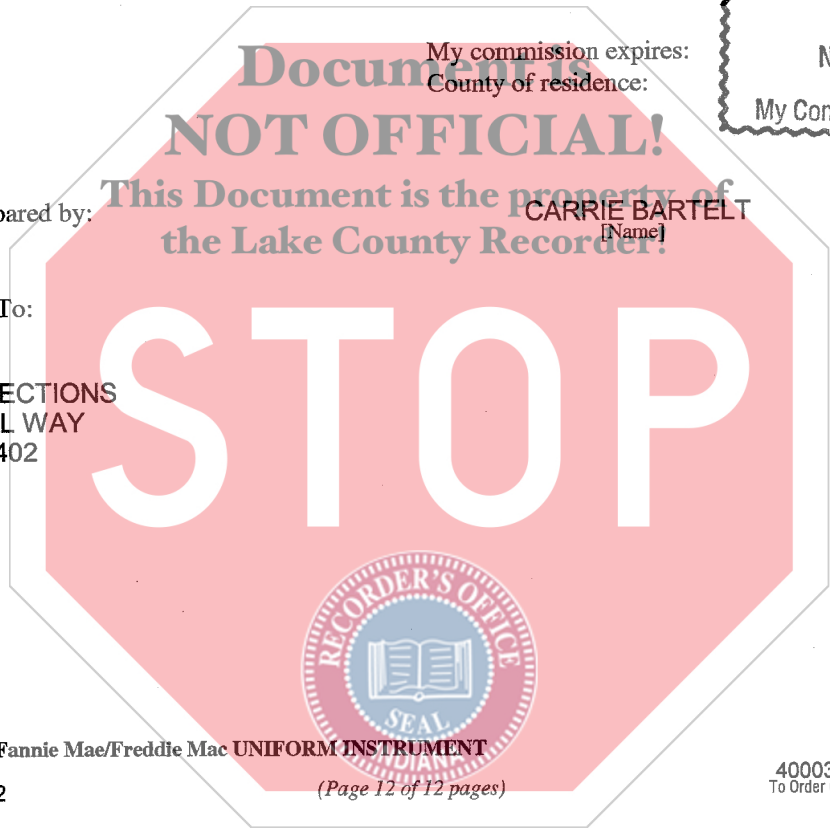 My commission expires:
County of residence:
My Com
Document is
NOT OFFICIAL!
This Document is the property of
the Lake County Recorder!
pared by:
CARRIE BARTELT
[Name]
To:
ECTIONS
L WAY
402
STOP
RECORDER'S OFFICE
SEAL
INDIANA
Fannie Mae/Freddie Mac UNIFORM INSTRUMENT
40003
To Order
2
(Page 12 of 12 pages)